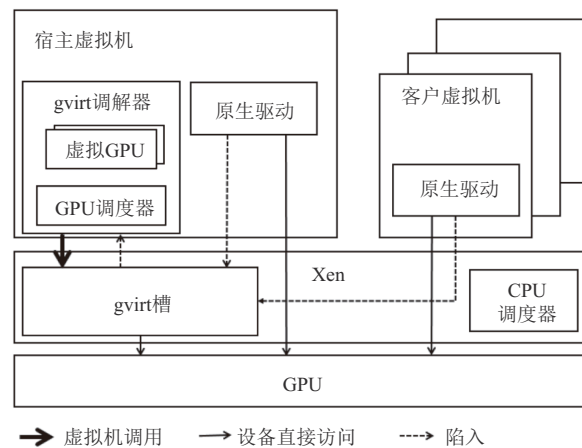 宿主虚拟机
gvirt调解器
虚拟GPU
GPU调度器
原生驱动
客户虚拟机
原生驱动
Xen
gvirt槽
CPU
调度器
GPU
虚拟机调用
设备直接访问
陷入